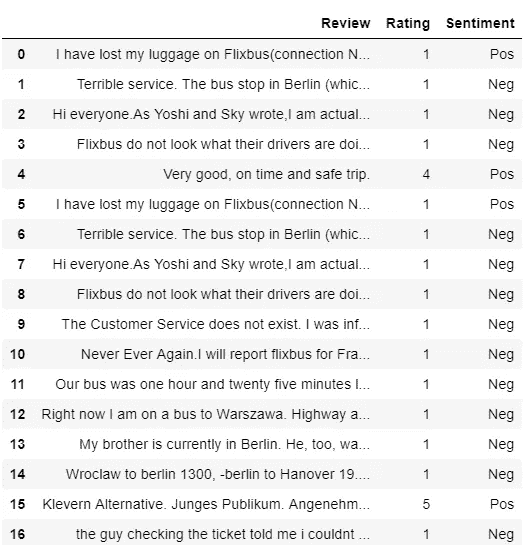 Review Rating Sentiment
0 I have lost my luggage on Flixbus(connection N... 1 Pos
1 Terrible service. The bus stop in Berlin (whic... 1 Neg
2 Hi everyone.As Yoshi and Sky wrote,I am actual... 1 Neg
3 Flixbus do not look what their drivers are doi... 1 Neg
4 Very good, on time and safe trip. 4 Pos
5 I have lost my luggage on Flixbus(connection N... 1 Pos
6 Terrible service. The bus stop in Berlin (whic... 1 Neg
7 Hi everyone.As Yoshi and Sky wrote,I am actual... 1 Neg
8 Flixbus do not look what their drivers are doi... 1 Neg
9 The Customer Service does not exist. I was inf... 1 Neg
10 Never Ever Again.I will report flixbus for Fra... 1 Neg
11 Our bus was one hour and twenty five minutes l... 1 Neg
12 Right now I am on a bus to Warszawa. Highway a... 1 Neg
13 My brother is currently in Berlin. He, too, wa... 1 Neg
14 Wroclaw to berlin 1300, -berlin to Hanover 19.... 1 Neg
15 Klevern Alternative. Junges Publikum. Angenehm... 5 Pos
16 the guy checking the ticket told me i couldnt ... 1 Neg